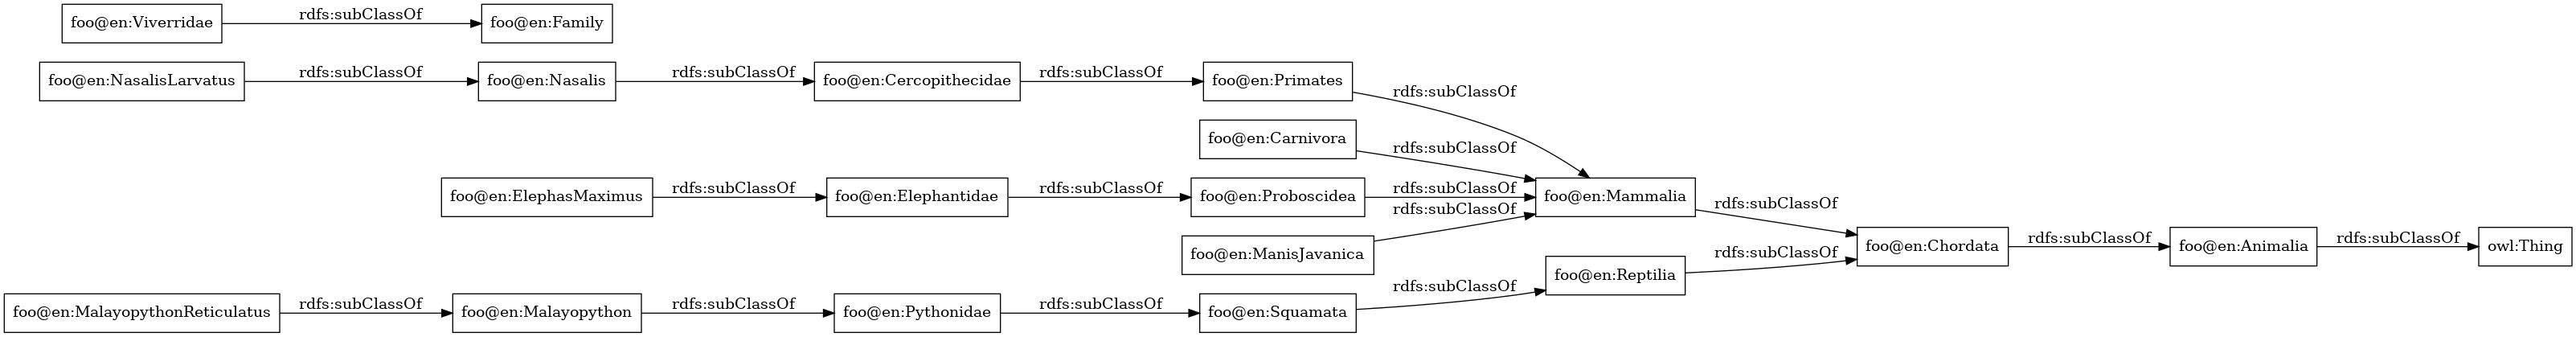 foo@en:Viverridae rdfs:subClassOf foo@en:Family
foo@en:NasalisLarvatus rdfs:subClassOf foo@en:Nasalis rdfs:subClassOf foo@en:Cercopithecidae rdfs:subClassOf foo@en:Primates
rdfs:subClassOf
foo@en:Carnivora rdfs:subClassOf
foo@en:ElephasMaximus rdfs:subClassOf foo@en:Elephantidae rdfs:subClassOf foo@en:Proboscidea rdfs:subClassOf foo@en:Mammalia
rdfs:subClassOf
rdfs:subClassOf
foo@en:ManisJavanica
foo@en:Chordata rdfs:subClassOf foo@en:Animalia rdfs:subClassOf owl:Thing
foo@en:Reptilia rdfs:subClassOf
foo@en:MalayopythonReticulatus rdfs:subClassOf foo@en:Malayopython rdfs:subClassOf foo@en:Pythonidae rdfs:subClassOf foo@en:Squamata rdfs:subClassOf